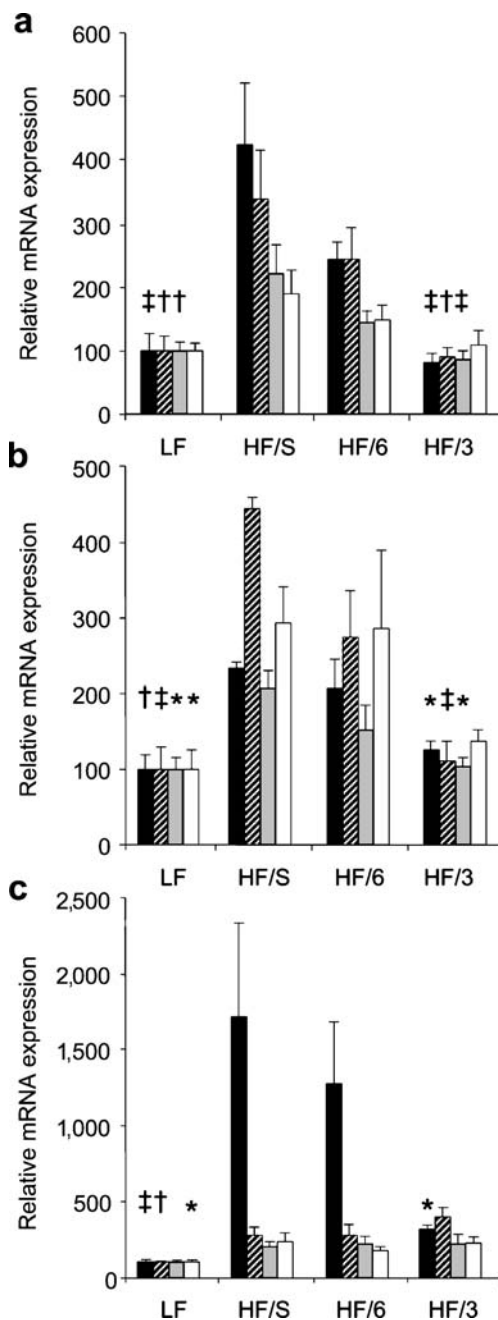 a
600
500
400
300
200
100
0
Relative mRNA expression
‡††
‡†‡
LF HF/S HF/6 HF/3
b
500
400
300
200
100
0
Relative mRNA expression
†‡**
*‡*
LF HF/S HF/6 HF/3
c
2,500
2,000
1,500
1,000
500
0
Relative mRNA expression
‡† *
*
LF HF/S HF/6 HF/3